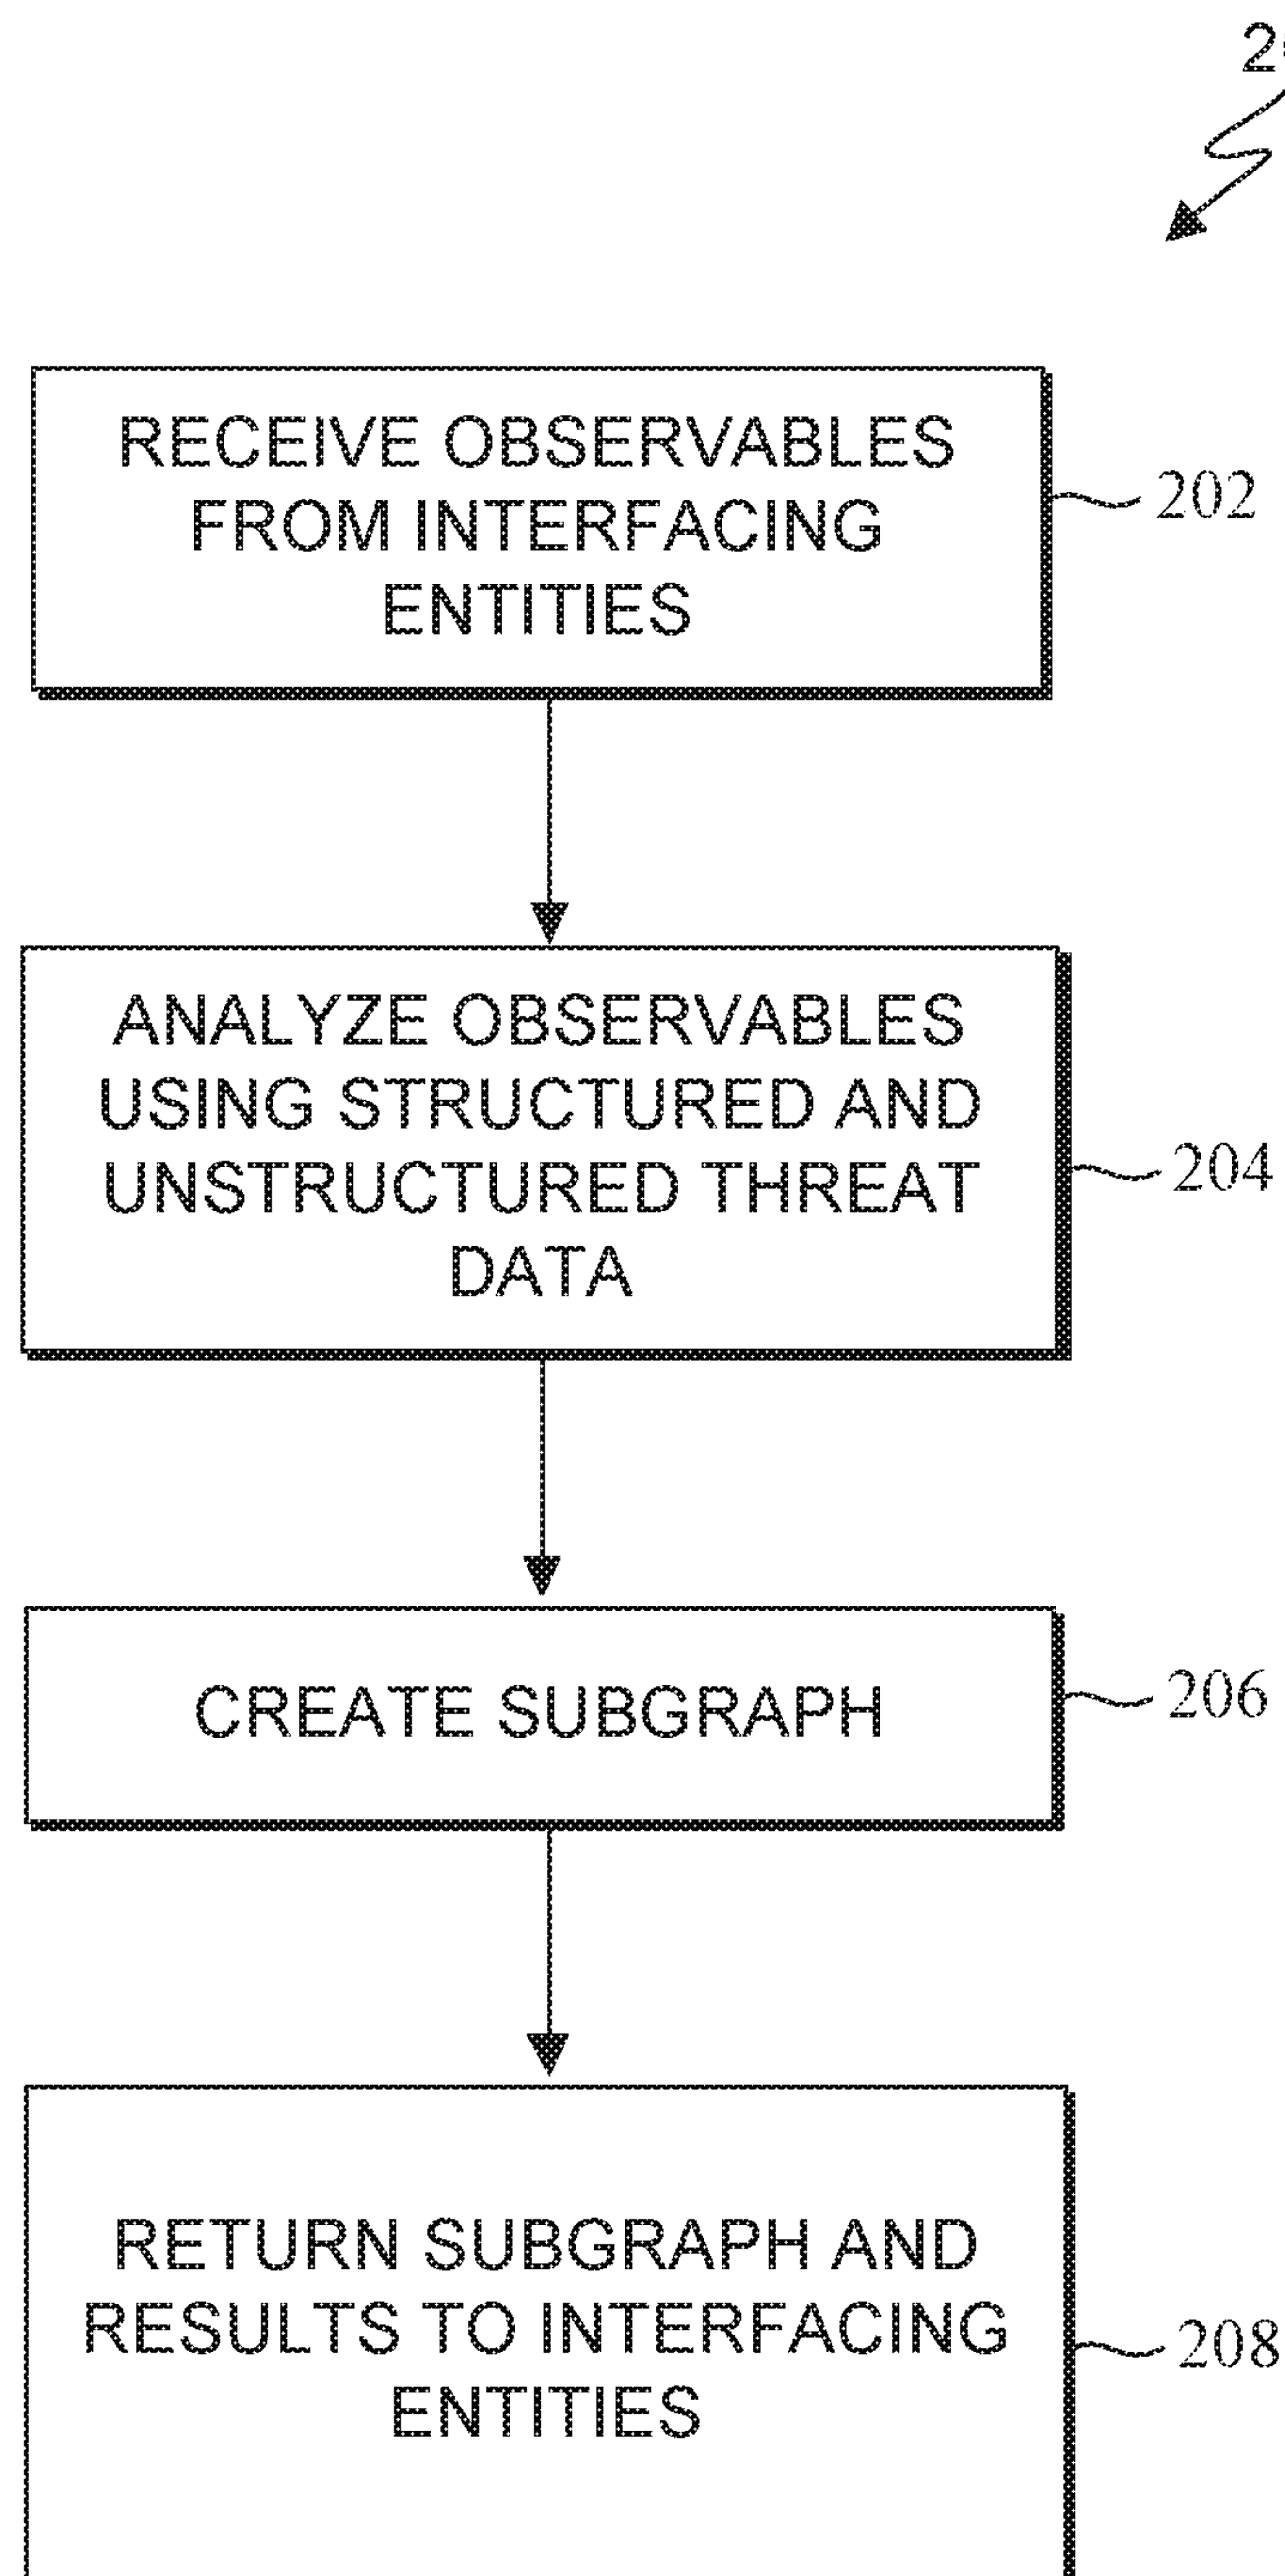 RECEIVE OBSERVABLES
FROM INTERFACING
ENTITIES
202
ANALYZE OBSERVABLES
USING STRUCTURED AND
UNSTRUCTURED THREAT
DATA
204
CREATE SUBGRAPH
206
RETURN SUBGRAPH AND
RESULTS TO INTERFACING
ENTITIES
208